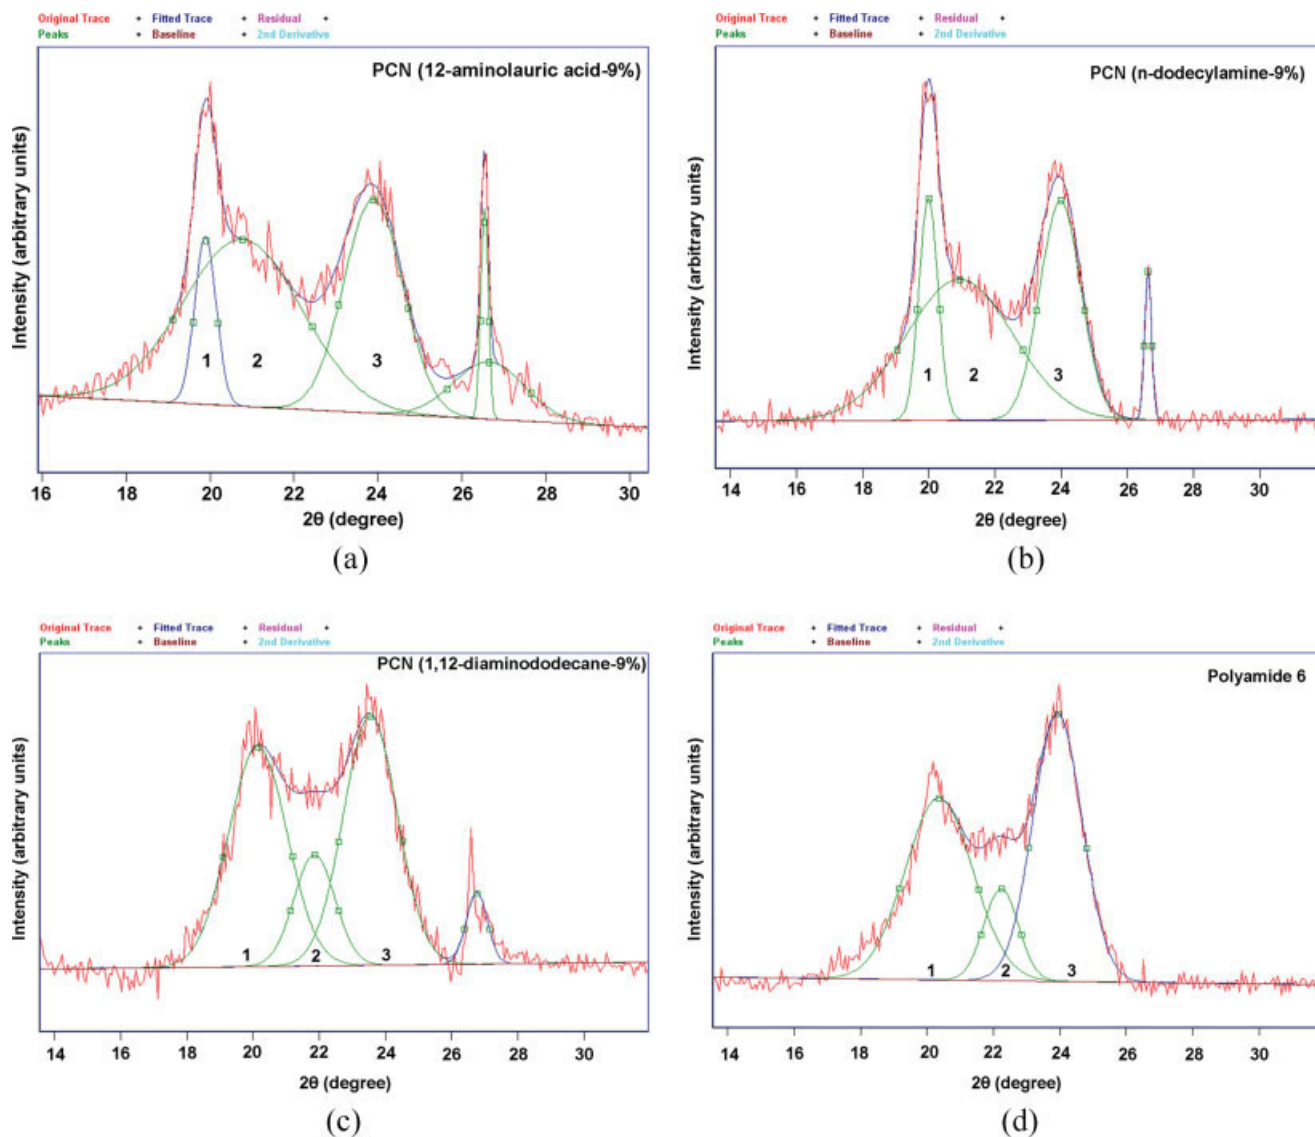 Original Trace + Fitted Trace + Residual +
Peaks + Baseline + 2nd Derivative
PCN (12-aminolauric acid-9%)
Intensity (arbitrary units)
1 2 3
16 18 20 22 24 26 28 30
2θ (degree)
(a)
Original Trace + Fitted Trace + Residual +
Peaks + Baseline + 2nd Derivative
PCN (n-dodecylamine-9%)
Intensity (arbitrary units)
1 2 3
14 16 18 20 22 24 26 28 30
2θ (degree)
(b)
Original Trace + Fitted Trace + Residual +
Peaks + Baseline + 2nd Derivative
PCN (1,12-diaminododecane-9%)
Intensity (arbitrary units)
1 2 3
14 16 18 20 22 24 26 28 30
2θ (degree)
(c)
Original Trace + Fitted Trace + Residual +
Peaks + Baseline + 2nd Derivative
Polyamide 6
Intensity (arbitrary units)
1 2 3
14 16 18 20 22 24 26 28 30
2θ (degree)
(d)